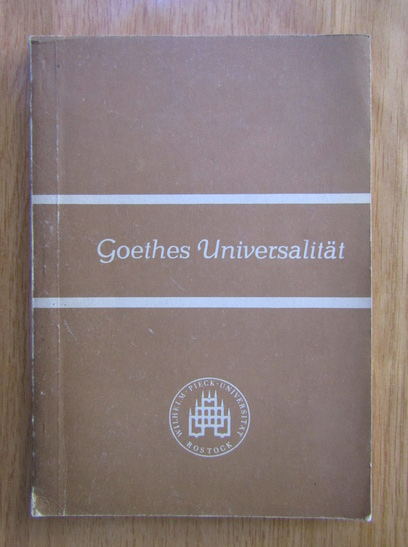 Goethes Universalität
WILHELM-PIECK-UNIVERSITÄT
ROSTOCK